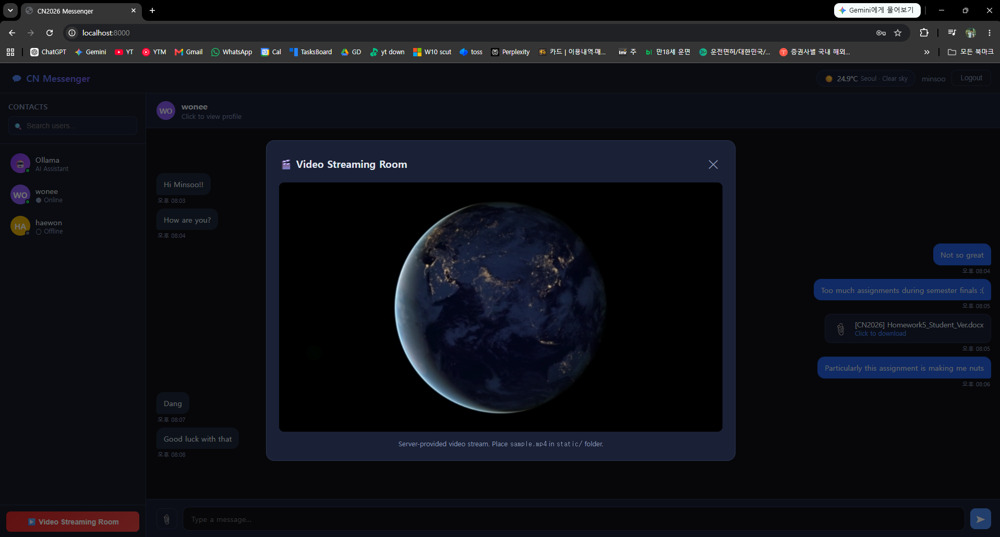 CN2026 Messenger
Gemini에게 물어보기
localhost:8000
ChatGPT
Gemini
YT
YTM
Gmail
WhatsApp
13
Cal
TasksBoard
GD
yt down
W10 scut
toss
Perplexity
카드 | 이용내역·매...
Inv
주
bl
만18세 운면
운전면허/대한민국/...
증권사별 국내 해외...
모든 북마크
CN Messenger
24.9°C Seoul · Clear sky
minsoo
Logout
CONTACTS
Search users...
Ollama
AI Assistant
WO
wonee
Online
HA
haewon
Offline
Video Streaming Room
WO
wonee
Click to view profile
Hi Minsoo!!
오후 08:03
How are you?
오후 08:04
Not so great
오후 08:04
Too much assignments during semester finals :(
오후 08:05
[CN2026] Homework5_Student_Ver.docx
Click to download
오후 08:05
Particularly this assignment is making me nuts
오후 08:06
Dang
오후 08:07
Good luck with that
오후 08:08
Video Streaming Room
Server-provided video stream. Place sample.mp4 in static/ folder.
Type a message...